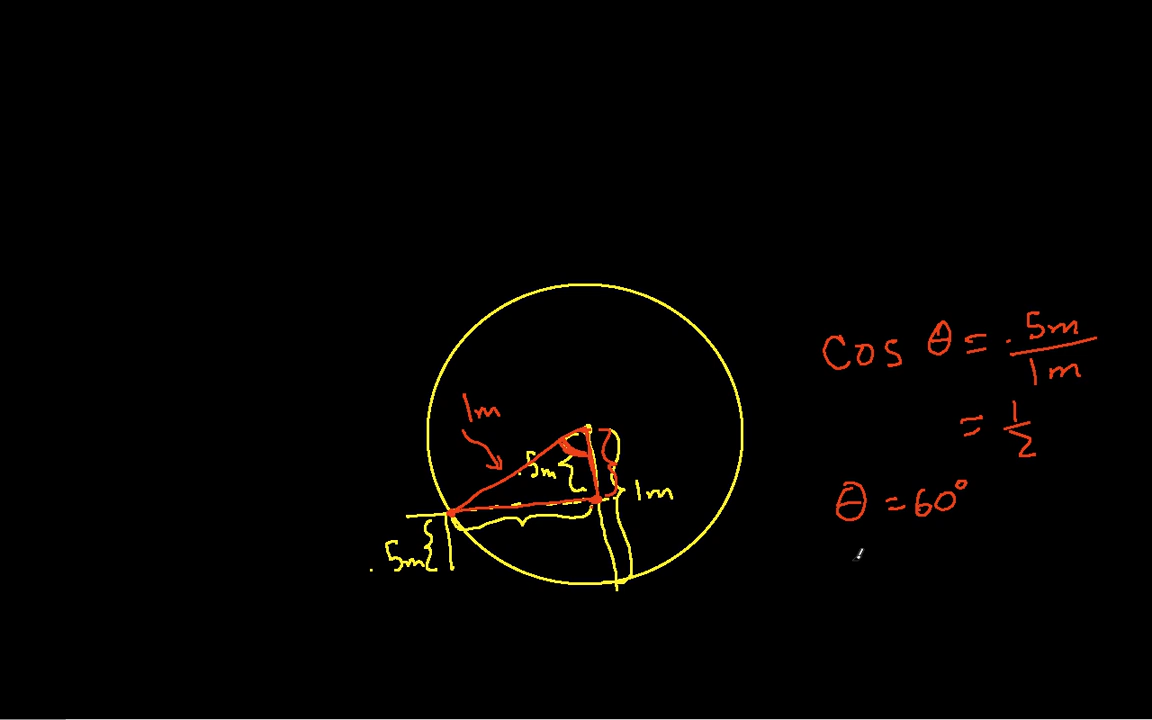 cos θ = .5m / 1m
= 1/2
1m
.5m
1m
θ = 60°
.5m